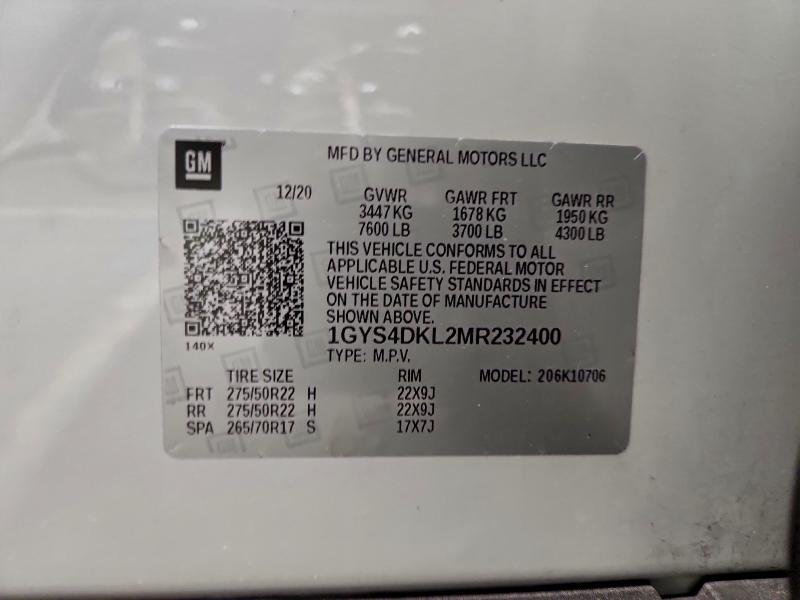 GM
MFD BY GENERAL MOTORS LLC
12/20 GVWR GAWR FRT GAWR RR
3447 KG 1678 KG 1950 KG
7600 LB 3700 LB 4300 LB
THIS VEHICLE CONFORMS TO ALL
APPLICABLE U.S. FEDERAL MOTOR
VEHICLE SAFETY STANDARDS IN EFFECT
ON THE DATE OF MANUFACTURE
SHOWN ABOVE.
1GYS4DKL2MR232400
140X
TYPE: M.P.V.
TIRE SIZE RIM MODEL: 206K10706
FRT 275/50R22 H 22X9J
RR 275/50R22 H 22X9J
SPA 265/70R17 S 17X7J